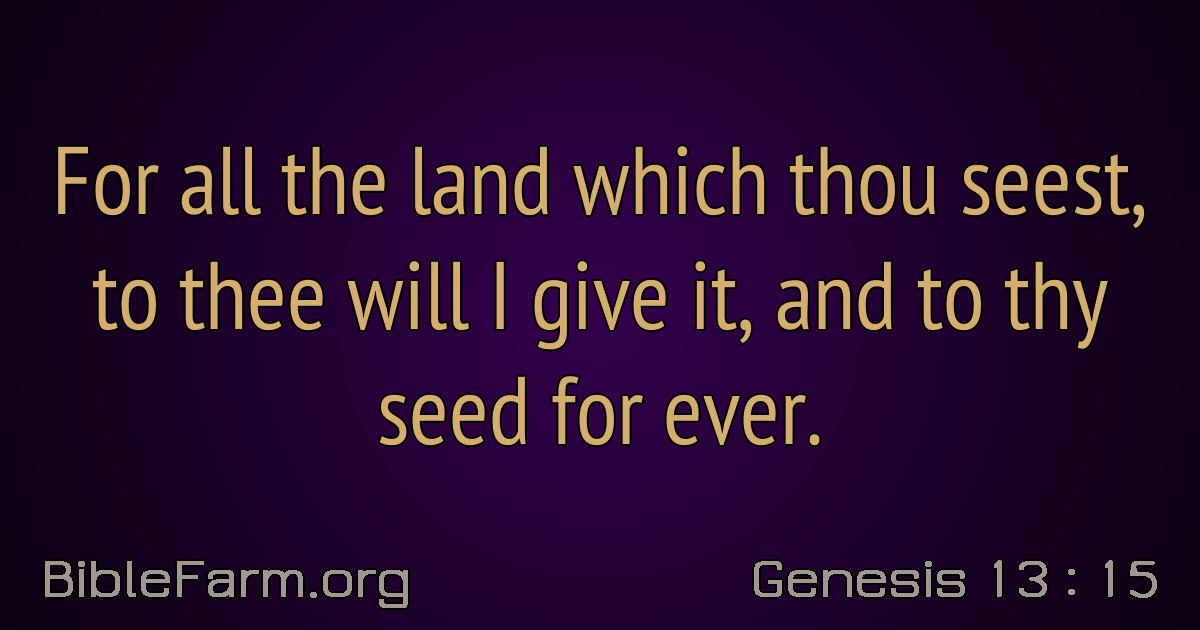 For all the land which thou seest,
to thee will I give it, and to thy
seed for ever.
BibleFarm.org
Genesis 13 : 15